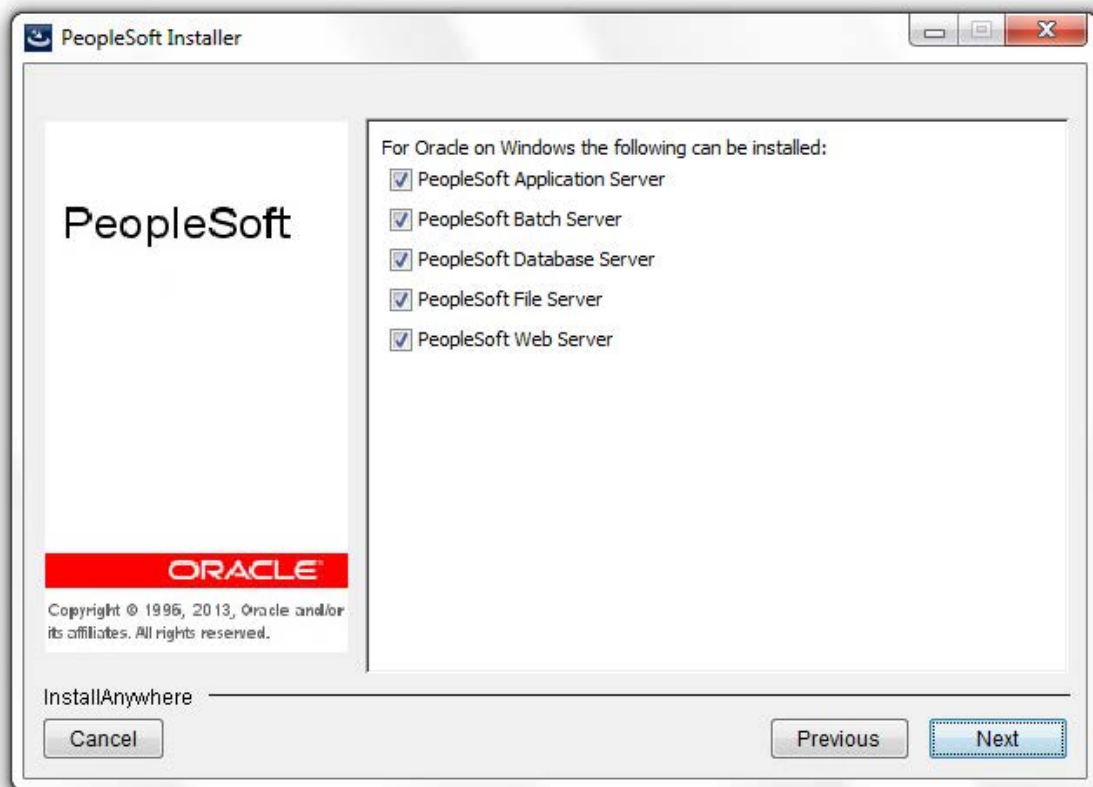 PeopleSoft Installer
PeopleSoft
ORACLE
Copyright © 1996, 2013, Oracle and/or
its affiliates. All rights reserved.
For Oracle on Windows the following can be installed:
PeopleSoft Application Server
PeopleSoft Batch Server
PeopleSoft Database Server
PeopleSoft File Server
PeopleSoft Web Server
InstallAnywhere
Cancel
Previous
Next